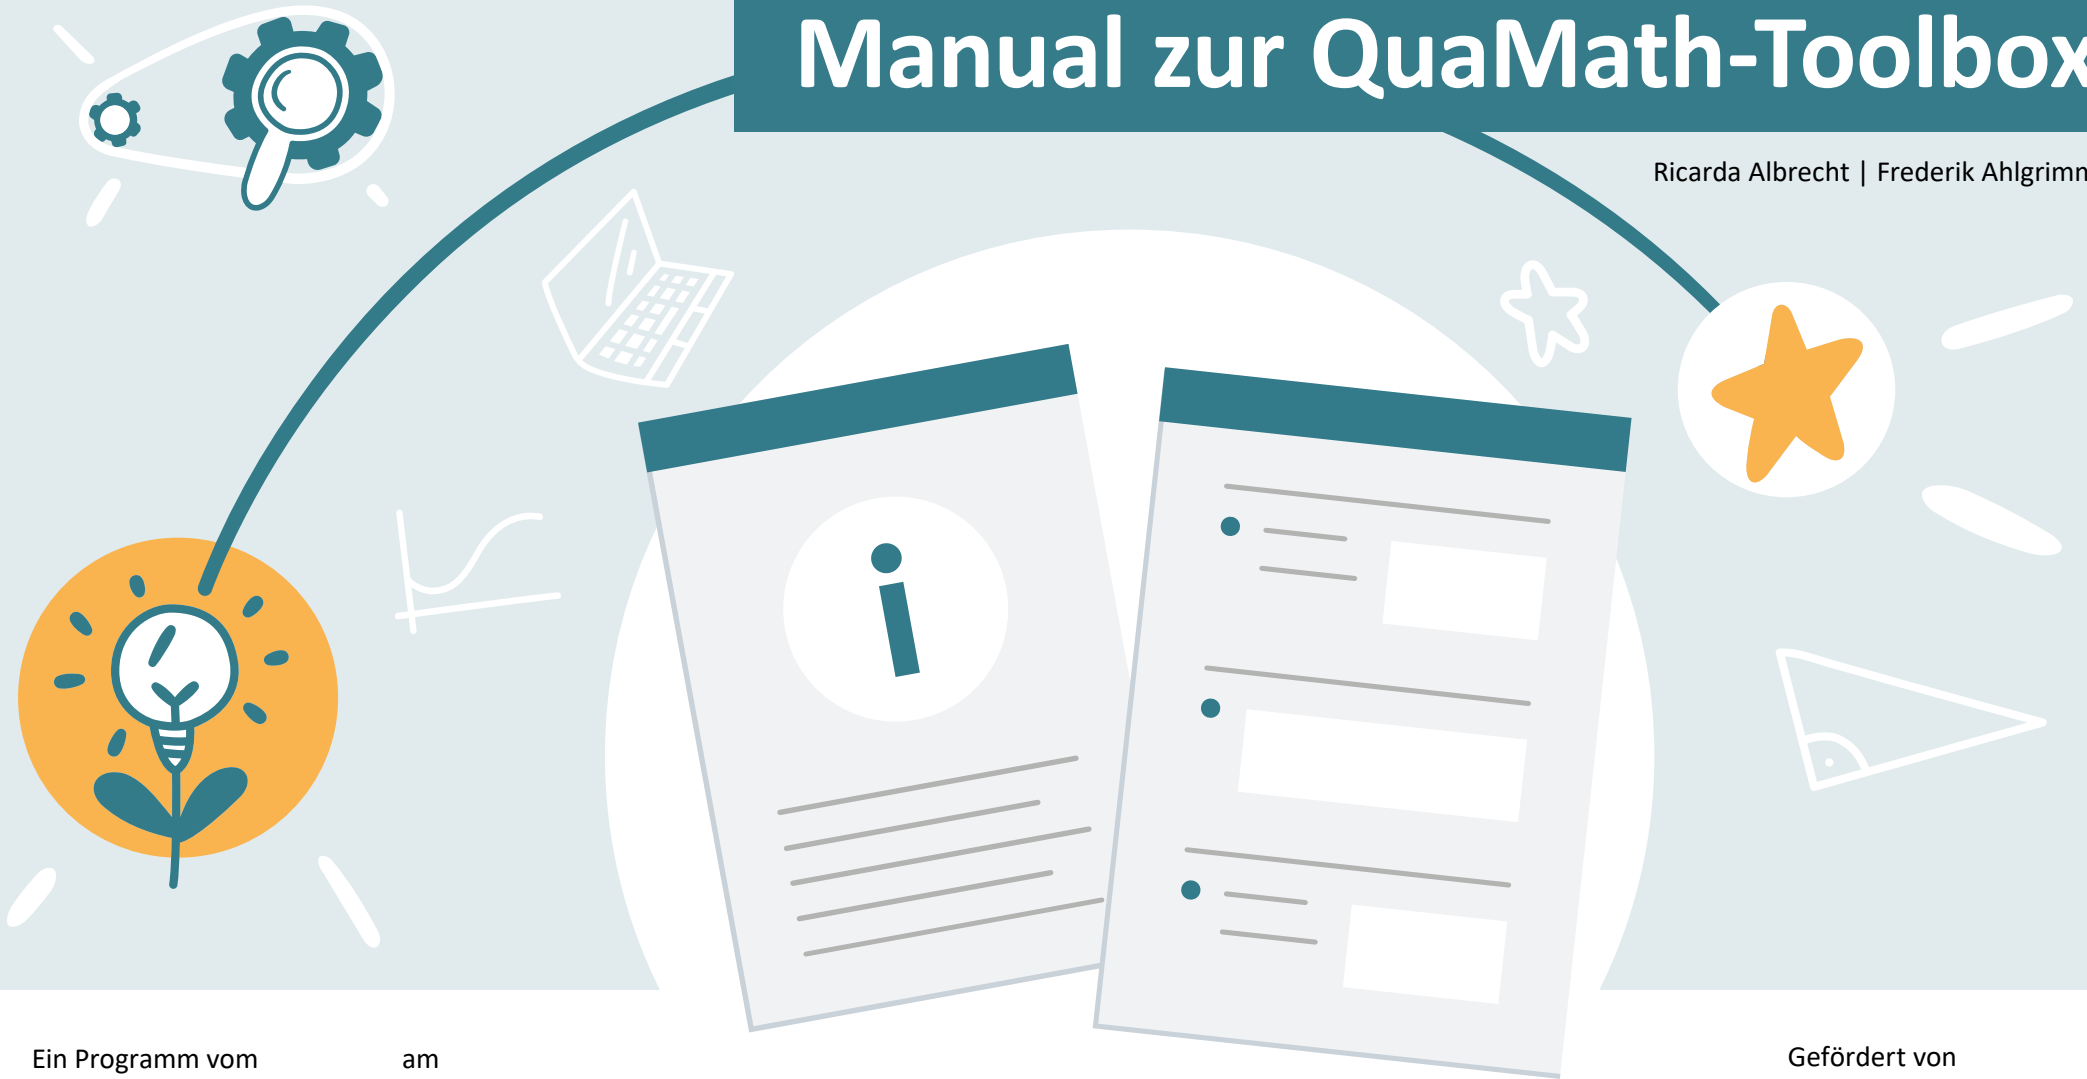 Manual zur QuaMath-Toolbox
Ricarda Albrecht | Frederik Ahlgrimm
i
Ein Programm vom am
Gefördert von